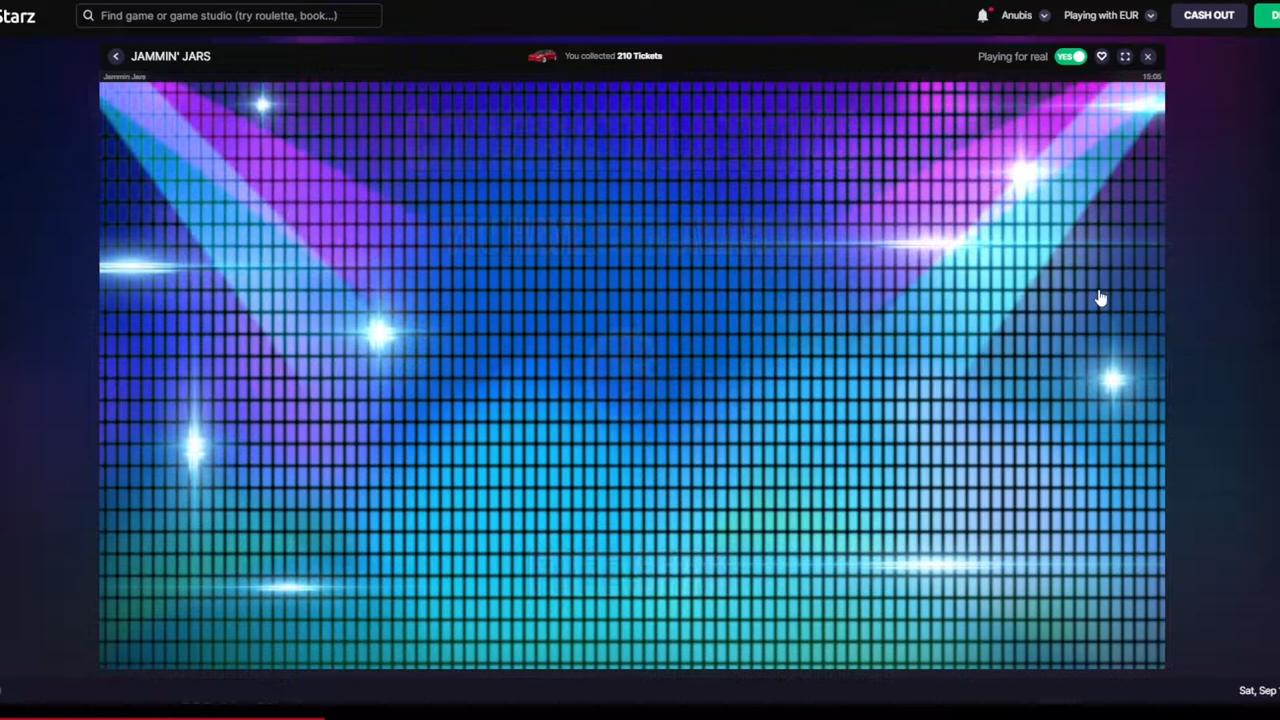 Starz
Find game or game studio (try roulette, book...)
Anubis
Playing with EUR
CASH OUT
D
JAMMIN' JARS
You collected 210 Tickets
Playing for real
YES
Jammin Jars
15:05
Sat, Sep